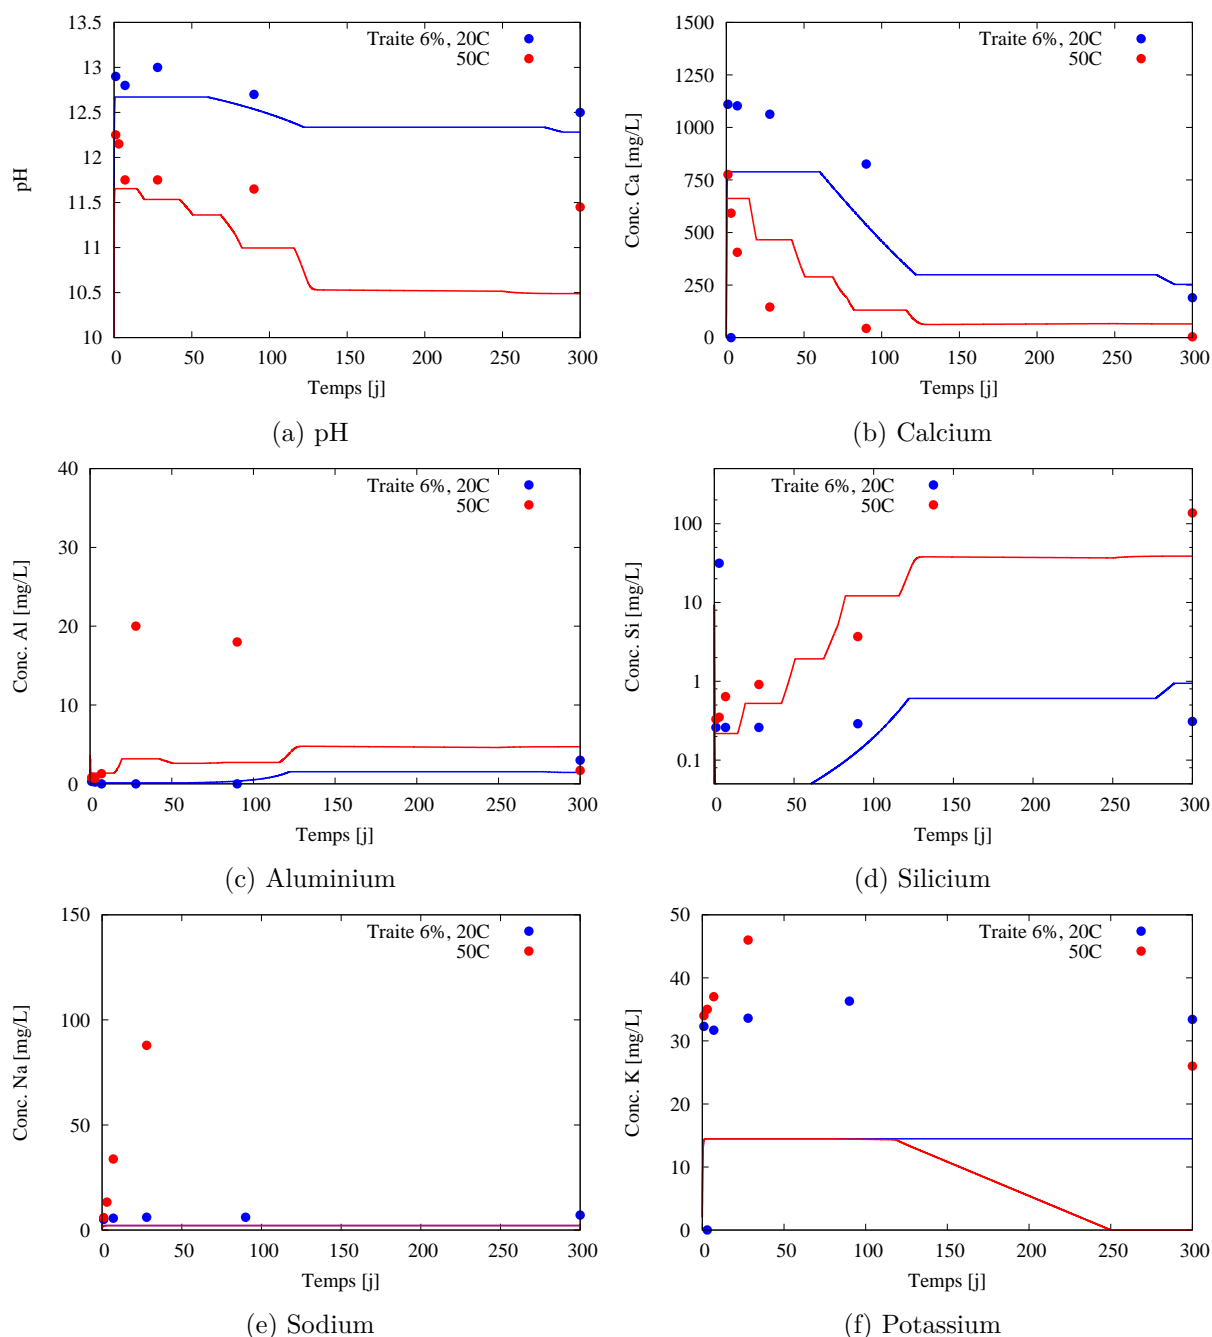 13.5
13
12.5
12
11.5
11
10.5
10
pH
Traite 6%, 20C
50C
0 50 100 150 200 250 300
Temps [j]
(a) pH
1500
1250
1000
750
500
250
0
Conc. Ca [mg/L]
Traite 6%, 20C
50C
0 50 100 150 200 250 300
Temps [j]
(b) Calcium
40
30
20
10
0
Conc. Al [mg/L]
Traite 6%, 20C
50C
0 50 100 150 200 250 300
Temps [j]
(c) Aluminium
100
10
1
0.1
Conc. Si [mg/L]
Traite 6%, 20C
50C
0 50 100 150 200 250 300
Temps [j]
(d) Silicium
150
100
50
0
Conc. Na [mg/L]
Traite 6%, 20C
50C
0 50 100 150 200 250 300
Temps [j]
(e) Sodium
50
40
30
20
10
0
Conc. K [mg/L]
Traite 6%, 20C
50C
0 50 100 150 200 250 300
Temps [j]
(f) Potassium